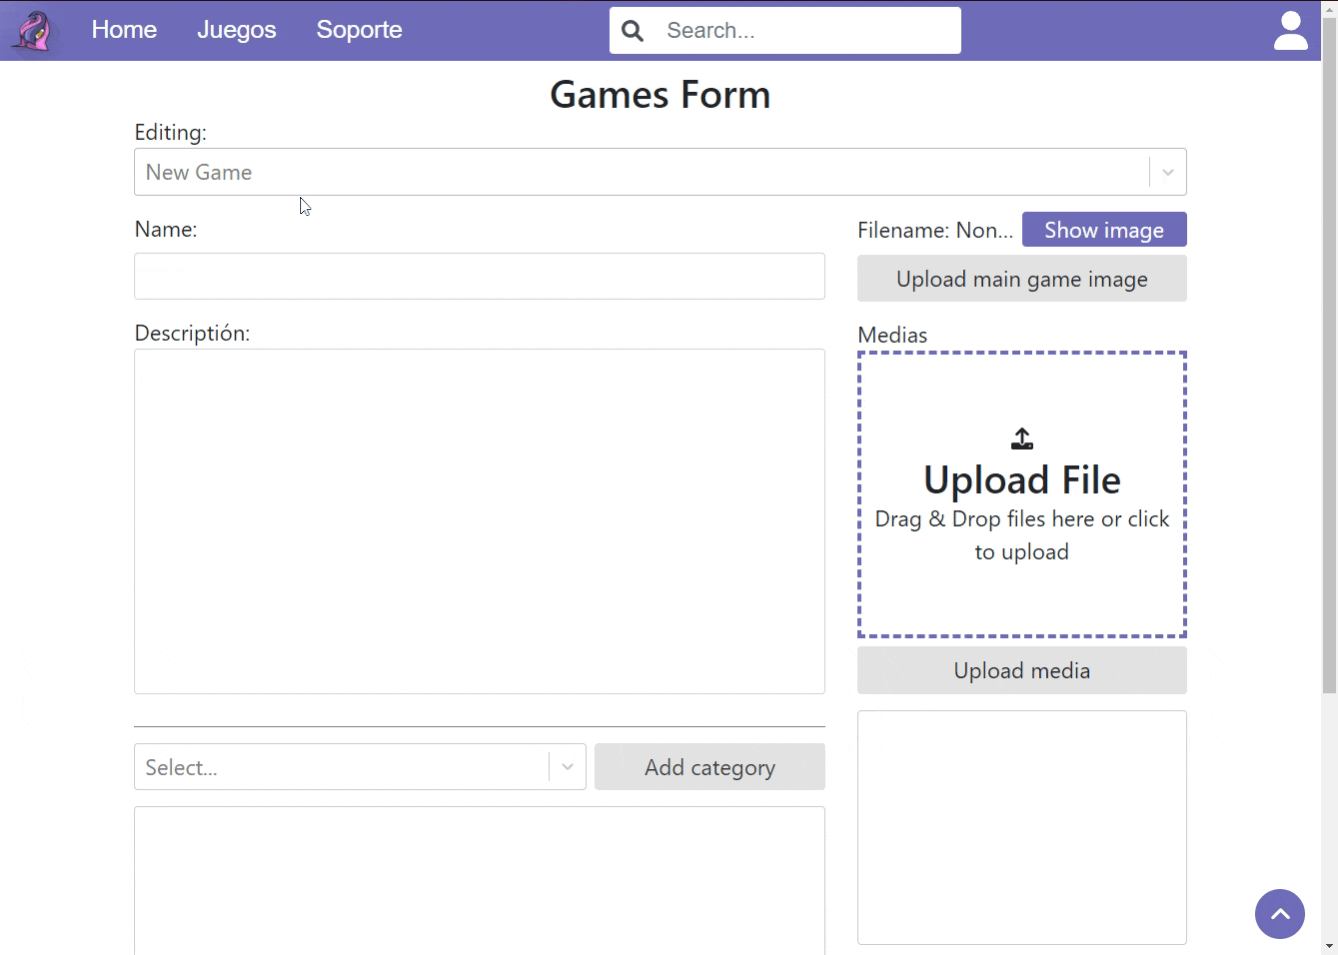 Home Juegos Soporte Search...
Games Form
Editing:
New Game
Name:
Filename: Non... Show image
Upload main game image
Descriptión:
Medias
Upload File
Drag & Drop files here or click
to upload
Upload media
Select... Add category